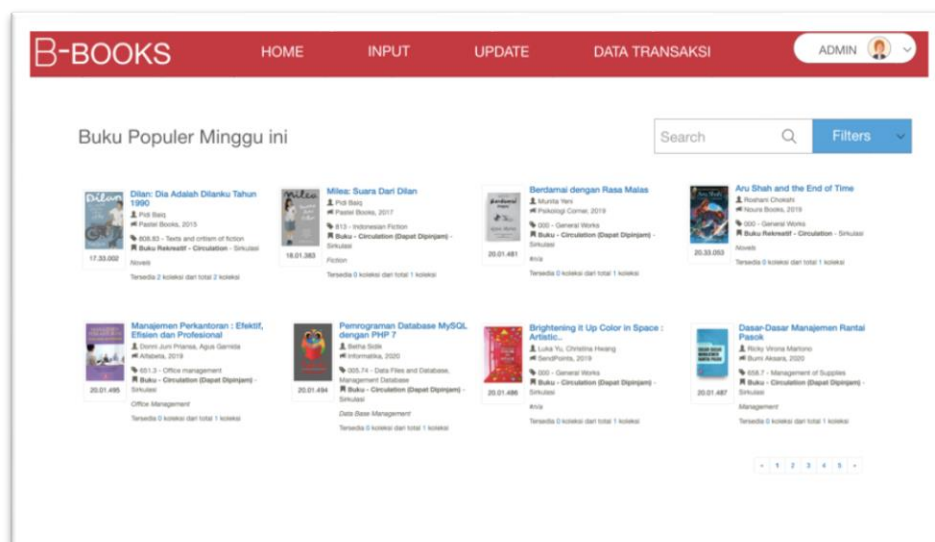 B-BOOKS
HOME
INPUT
UPDATE
DATA TRANSAKSI
ADMIN
Buku Populer Minggu ini
Search
Filters
Dilan: Dia Adalah Dilanku Tahun
1990
Pidi Baiq
Pastel Books, 2015
808.83 - Texts and critism of fiction
Buku Rekreatif - Circulation - Sirkulasi
Novels
Tersedia 2 koleksi dari total 2 koleksi
17.33.002
Milea: Suara Dari Dilan
Pidi Baiq
Pastel Books, 2017
813 - Indonesian Fiction
Buku - Circulation (Dapat Dipinjam) -
Sirkulasi
Fiction
Tersedia 0 koleksi dari total 1 koleksi
18.01.383
Berdamai dengan Rasa Malas
Munita Yeni
Psikologi Corner, 2019
000 - General Works
Buku - Circulation (Dapat Dipinjam) -
Sirkulasi
#n/a
Tersedia 0 koleksi dari total 1 koleksi
20.01.481
Aru Shah and the End of Time
Roshani Chokshi
Noura Books, 2019
000 - General Works
Buku Rekreatif - Circulation - Sirkulasi
Novels
Tersedia 0 koleksi dari total 1 koleksi
20.33.053
Manajemen Perkantoran : Efektif,
Efisien dan Profesional
Donni Juni Priansa, Agus Garnida
Alfabeta, 2019
651.3 - Office management
Buku - Circulation (Dapat Dipinjam) -
Sirkulasi
Office Management
Tersedia 0 koleksi dari total 1 koleksi
20.01.495
Pemrograman Database MySQL
dengan PHP 7
Betha Sidik
Informatika, 2020
005.74 - Data Files and Database,
Management Database
Buku - Circulation (Dapat Dipinjam) -
Sirkulasi
Data Base Management
Tersedia 0 koleksi dari total 1 koleksi
20.01.494
Brightening it Up Color in Space :
Artistic..
Luka Yu, Christina Hwang
SendPoints, 2019
000 - General Works
Buku - Circulation (Dapat Dipinjam) -
Sirkulasi
#n/a
Tersedia 0 koleksi dari total 1 koleksi
20.01.486
Dasar-Dasar Manajemen Rantai
Pasok
Ricky Virona Martono
Bumi Aksara, 2020
658.7 - Management of Supplies
Buku - Circulation (Dapat Dipinjam) -
Sirkulasi
Management
Tersedia 0 koleksi dari total 1 koleksi
20.01.487
« 1 2 3 4 5 »